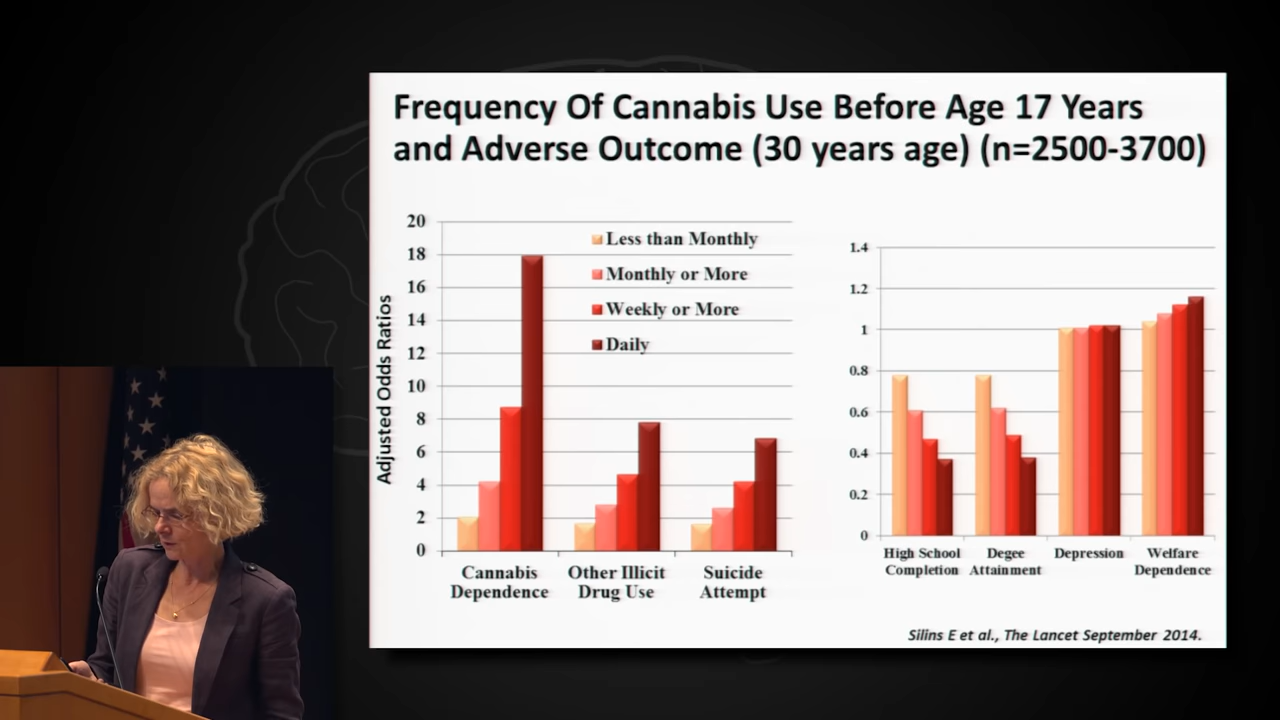 Frequency Of Cannabis Use Before Age 17 Years
and Adverse Outcome (30 years age) (n=2500-3700)
Adjusted Odds Ratios
20
18
16
14
12
10
8
6
4
2
0
Less than Monthly
Monthly or More
Weekly or More
Daily
Cannabis
Dependence
Other Illicit
Drug Use
Suicide
Attempt
1.4
1.2
1
0.8
0.6
0.4
0.2
0
High School
Completion
Degee
Attainment
Depression
Welfare
Dependence
Silins E et al., The Lancet September 2014.